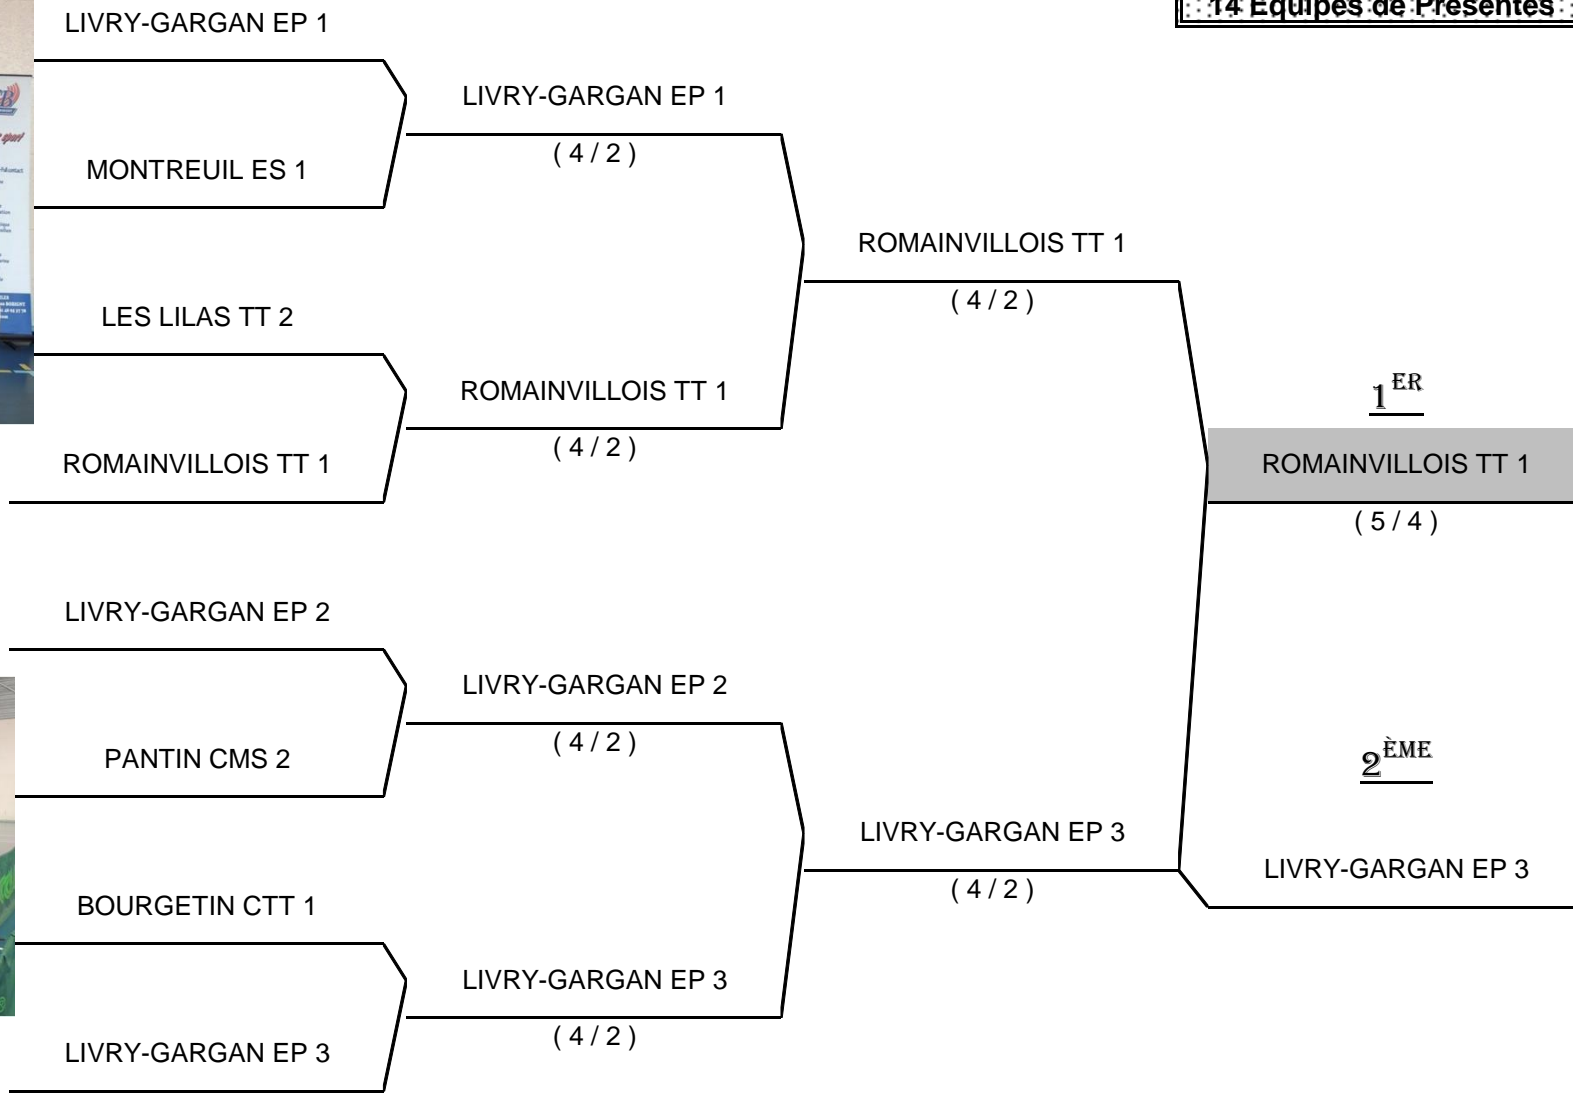 14 Equipes de Présentes
LIVRY-GARGAN EP 1
LIVRY-GARGAN EP 1
( 4 / 2 )
MONTREUIL ES 1
ROMAINVILLOIS TT 1
( 4 / 2 )
LES LILAS TT 2
ROMAINVILLOIS TT 1
( 4 / 2 )
ROMAINVILLOIS TT 1
1ER
ROMAINVILLOIS TT 1
( 5 / 4 )
LIVRY-GARGAN EP 2
LIVRY-GARGAN EP 2
( 4 / 2 )
PANTIN CMS 2
2ÈME
LIVRY-GARGAN EP 3
( 4 / 2 )
LIVRY-GARGAN EP 3
BOURGETIN CTT 1
LIVRY-GARGAN EP 3
( 4 / 2 )
LIVRY-GARGAN EP 3